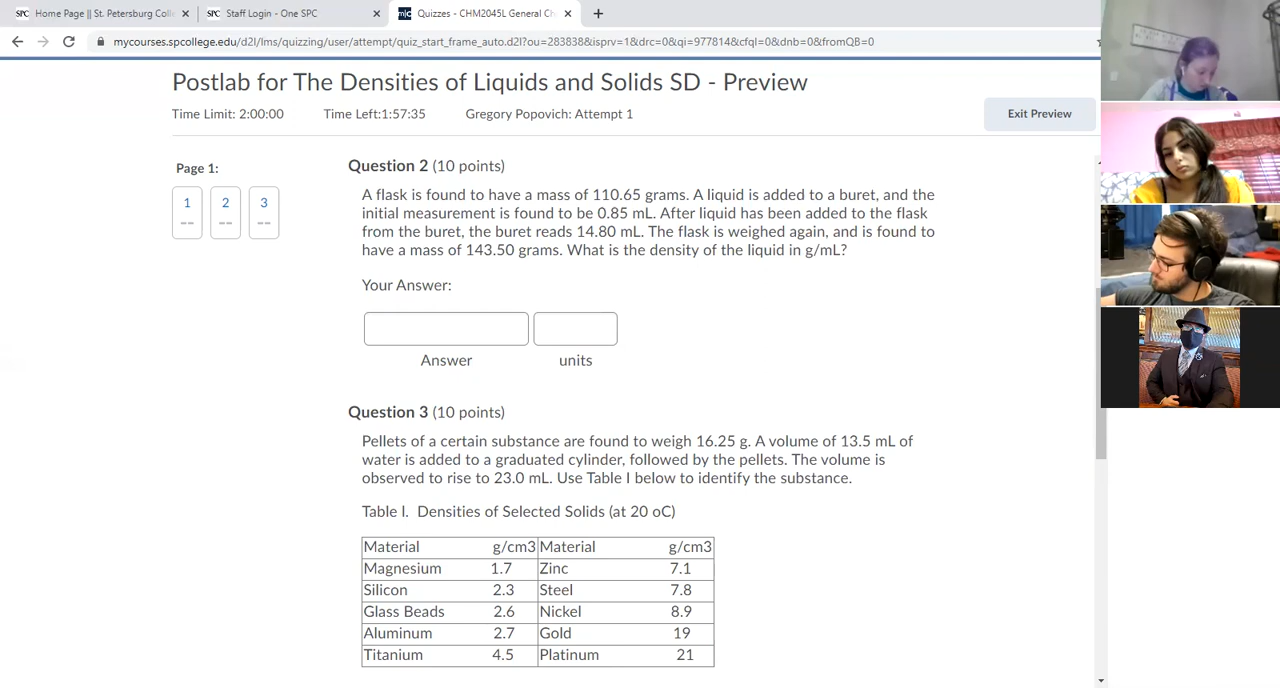 Home Page || St. Petersburg Coll
Staff Login - One SPC
Quizzes - CHM2045L General Ch
mycourses.spcollege.edu/d2l/lms/quizzing/user/attempt/quiz_start_frame_auto.d2l?ou=283838&isprv=1&drc=0&qi=977814&cfql=0&dnb=0&fromQB=0
Postlab for The Densities of Liquids and Solids SD - Preview
Time Limit: 2:00:00 Time Left:1:57:35 Gregory Popovich: Attempt 1
Exit Preview
Page 1:
1 2 3
-- -- --
Question 2 (10 points)
A flask is found to have a mass of 110.65 grams. A liquid is added to a buret, and the
initial measurement is found to be 0.85 mL. After liquid has been added to the flask
from the buret, the buret reads 14.80 mL. The flask is weighed again, and is found to
have a mass of 143.50 grams. What is the density of the liquid in g/mL?
Your Answer:
Answer units
Question 3 (10 points)
Pellets of a certain substance are found to weigh 16.25 g. A volume of 13.5 mL of
water is added to a graduated cylinder, followed by the pellets. The volume is
observed to rise to 23.0 mL. Use Table I below to identify the substance.
Table I. Densities of Selected Solids (at 20 oC)
Material g/cm3 Material g/cm3
Magnesium 1.7 Zinc 7.1
Silicon 2.3 Steel 7.8
Glass Beads 2.6 Nickel 8.9
Aluminum 2.7 Gold 19
Titanium 4.5 Platinum 21